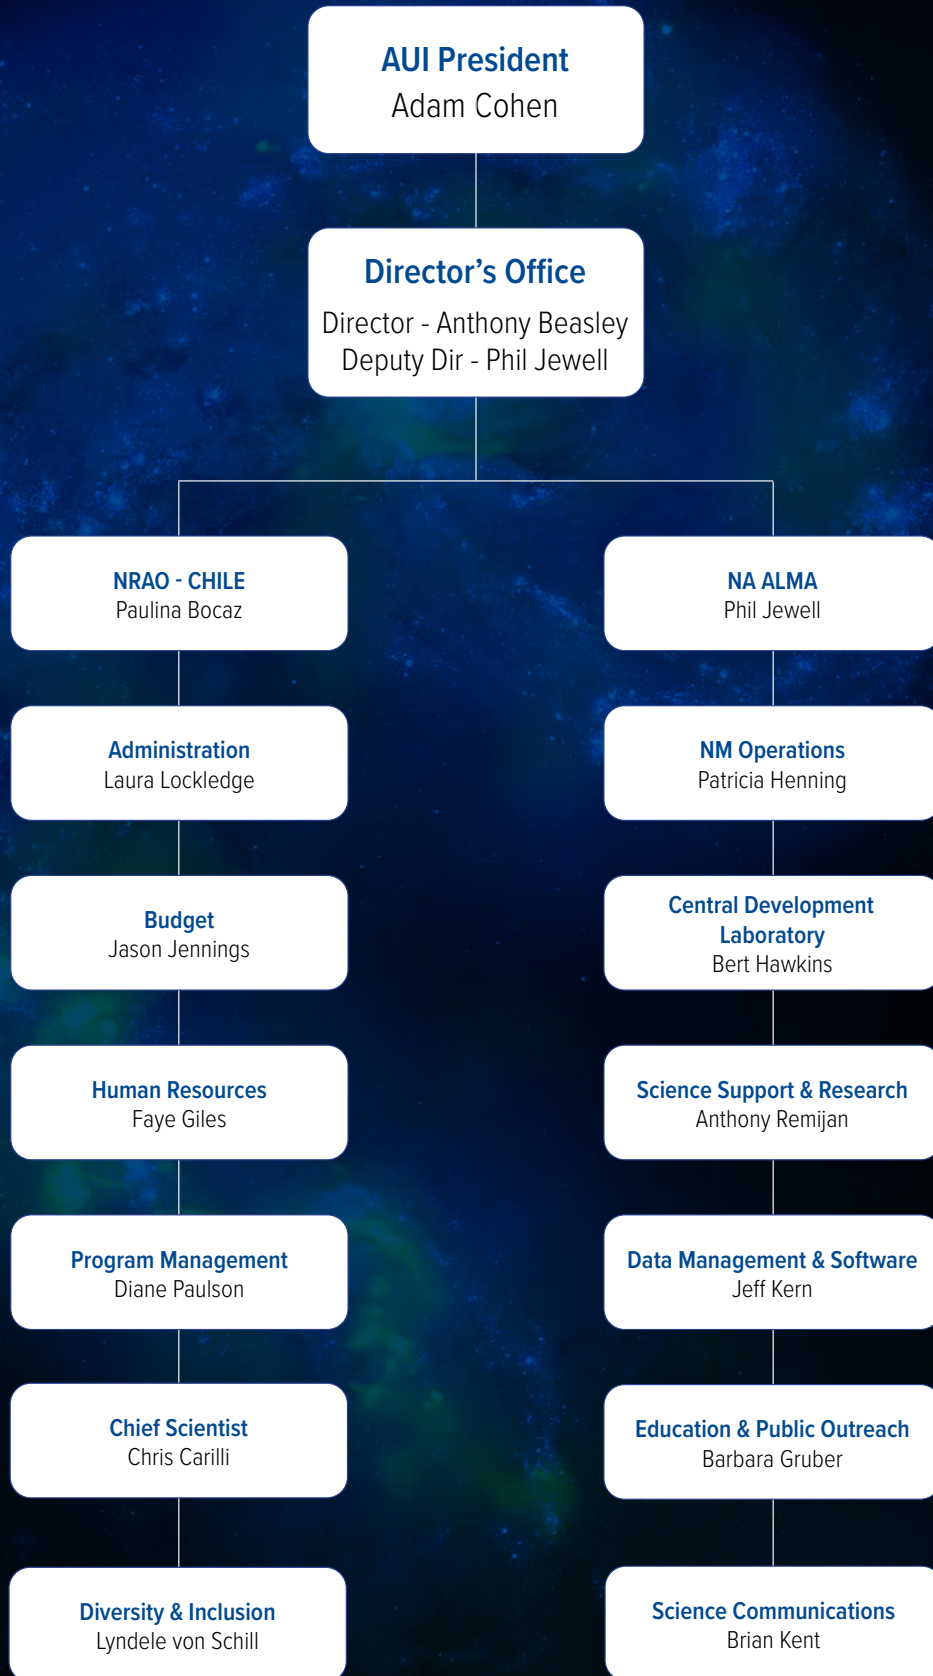 AUI President
Adam Cohen
Director’s Office
Director - Anthony Beasley
Deputy Dir - Phil Jewell
NRAO - CHILE
Paulina Bocaz
NA ALMA
Phil Jewell
Administration
Laura Lockledge
NM Operations
Patricia Henning
Budget
Jason Jennings
Central Development
Laboratory
Bert Hawkins
Human Resources
Faye Giles
Science Support & Research
Anthony Remijan
Program Management
Diane Paulson
Data Management & Software
Jeff Kern
Chief Scientist
Chris Carilli
Education & Public Outreach
Barbara Gruber
Diversity & Inclusion
Lyndele von Schill
Science Communications
Brian Kent